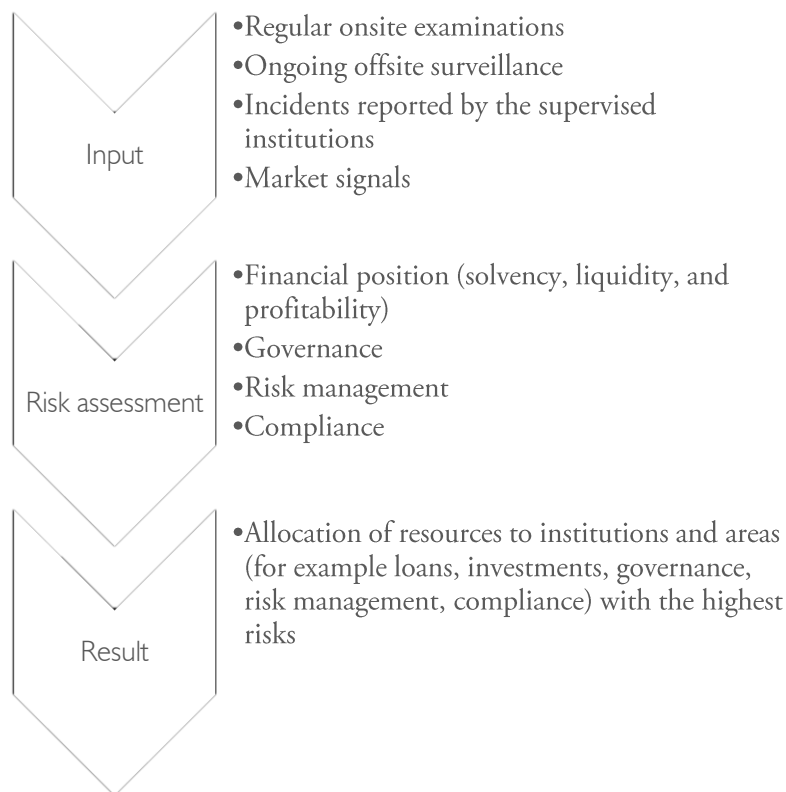 Input
•Regular onsite examinations
•Ongoing offsite surveillance
•Incidents reported by the supervised
institutions
•Market signals
Risk assessment
•Financial position (solvency, liquidity, and
profitability)
•Governance
•Risk management
•Compliance
Result
•Allocation of resources to institutions and areas
(for example loans, investments, governance,
risk management, compliance) with the highest
risks